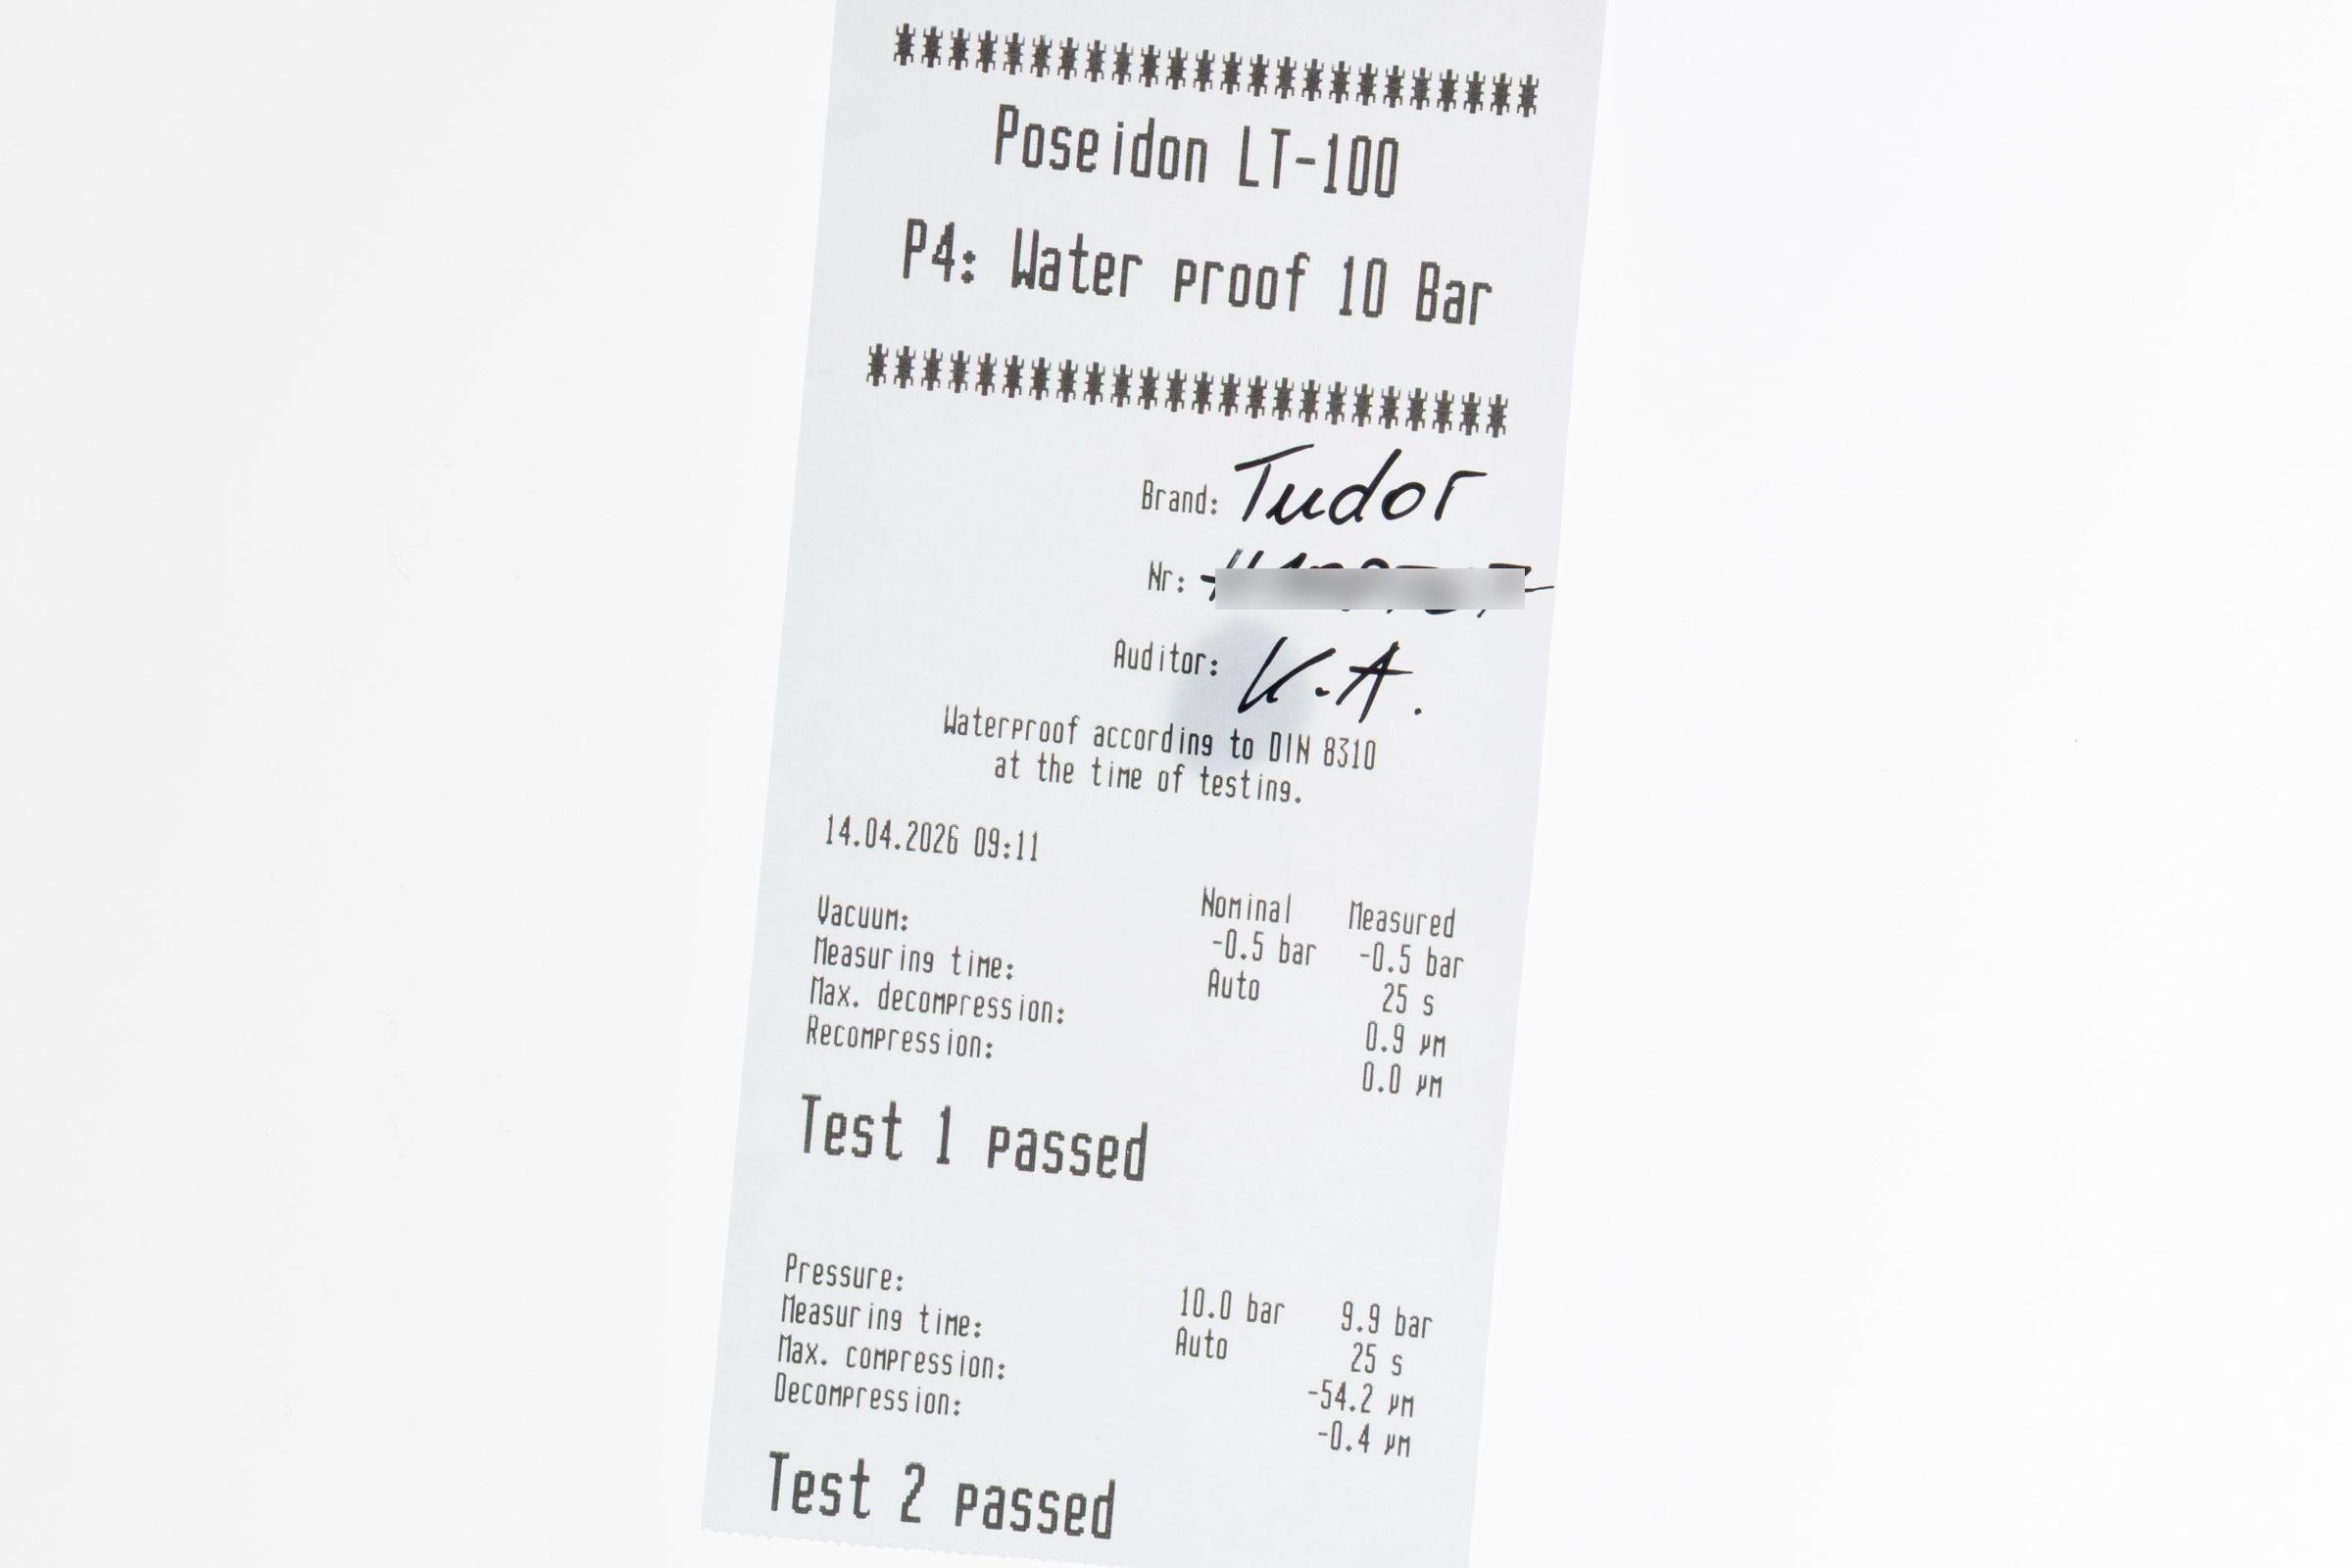 ************************
Poseidon LT-100
P4: Water proof 10 Bar
************************
Brand: Tudor
Nr:
Auditor: K.A.
Waterproof according to DIN 8310
at the time of testing.
14.04.2026 09:11
Nominal Measured
Vacuum: -0.5 bar -0.5 bar
Measuring time: Auto 25 s
Max. decompression: 0.9 µm
Recompression: 0.0 µm
Test 1 passed
Pressure: 10.0 bar 9.9 bar
Measuring time: Auto 25 s
Max. compression: -54.2 µm
Decompression: -0.4 µm
Test 2 passed